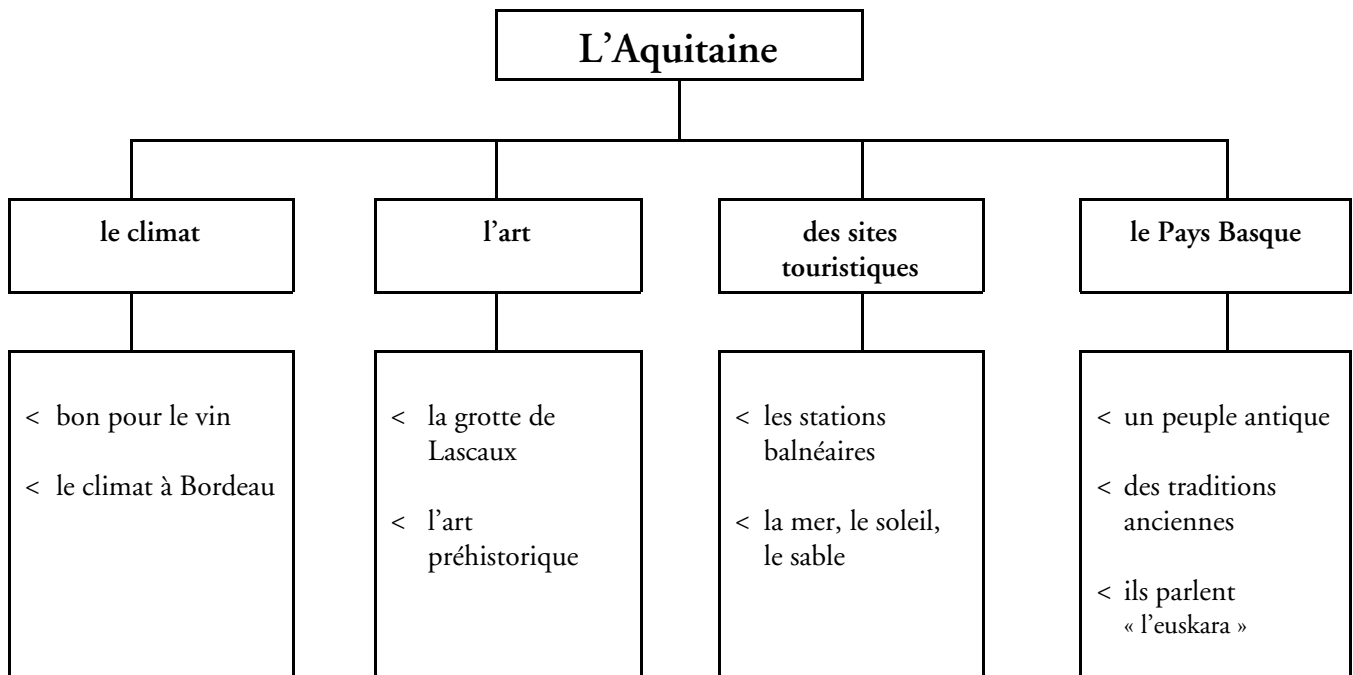 L’Aquitaine
le climat
l’art
des sites
touristiques
le Pays Basque
< bon pour le vin
< le climat à Bordeau
< la grotte de
Lascaux
< l’art
préhistorique
< les stations
balnéaires
< la mer, le soleil,
le sable
< un peuple antique
< des traditions
anciennes
< ils parlent
« l’euskara »